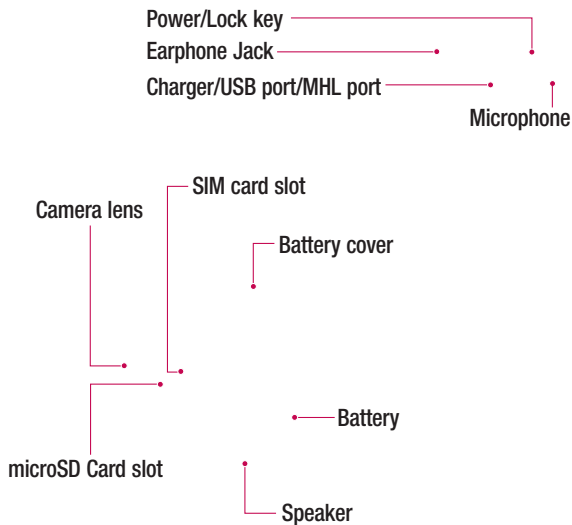 Power/Lock key
Earphone Jack
Charger/USB port/MHL port
Microphone
SIM card slot
Camera lens
Battery cover
Battery
microSD Card slot
Speaker